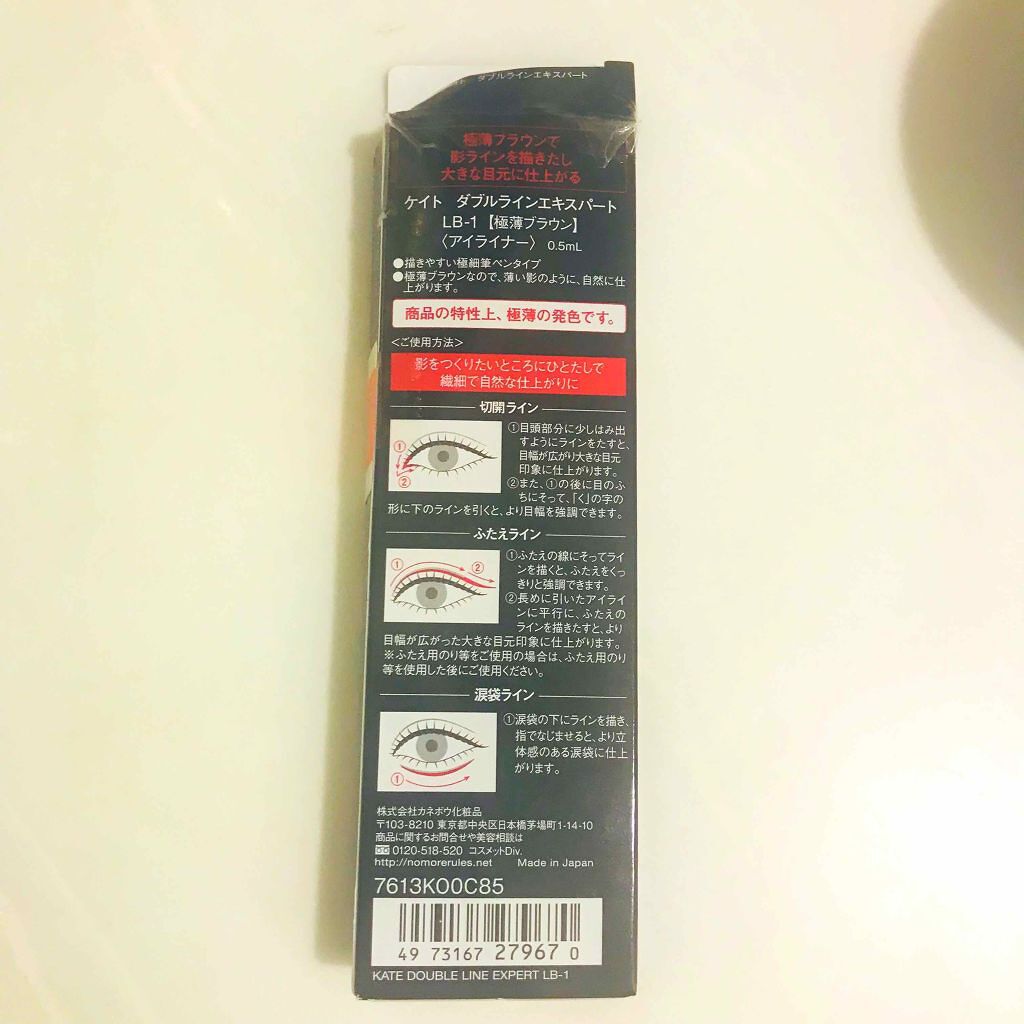 ダブルラインエキスパート
極薄ブラウンで
影ラインを描きたし
大きな目元に仕上がる
ケイト ダブルラインエキスパート
LB-1【極薄ブラウン】
〈アイライナー〉 0.5mL
●描きやすい極細筆ペンタイプ
●極薄ブラウンなので、薄い影のように、自然に仕
上がります。
商品の特性上、極薄の発色です。
<ご使用方法>
影をつくりたいところにひとたしで
繊細で自然な仕上がりに
切開ライン
①
②
①目頭部分に少しはみ出
すようにラインをたすと、
目幅が広がり大きな目元
印象に仕上がります。
②また、①の後に目のふ
ちにそって、「く」の字の
形に下のラインを引くと、より目幅を強調できます。
ふたえライン
①
②
①ふたえの線にそってライ
ンを描くと、ふたえをくっ
きりと強調できます。
②長めに引いたアイライ
ンに平行に、ふたえの
ラインを描きたすと、より
目幅が広がった大きな目元印象に仕上がります。
※ふたえ用のり等をご使用の場合は、ふたえ用のり
等を使用した後にご使用ください。
涙袋ライン
①
①涙袋の下にラインを描き、
指でなじませると、より立
体感のある涙袋に仕上
がります。
株式会社カネボウ化粧品
〒103-8210 東京都中央区日本橋茅場町1-14-10
商品に関するお問合せや美容相談は
0120-518-520 コスメットDiv.
http://nomorerules.net Made in Japan
7613K00C85
49 73167 27967 0
KATE DOUBLE LINE EXPERT LB-1